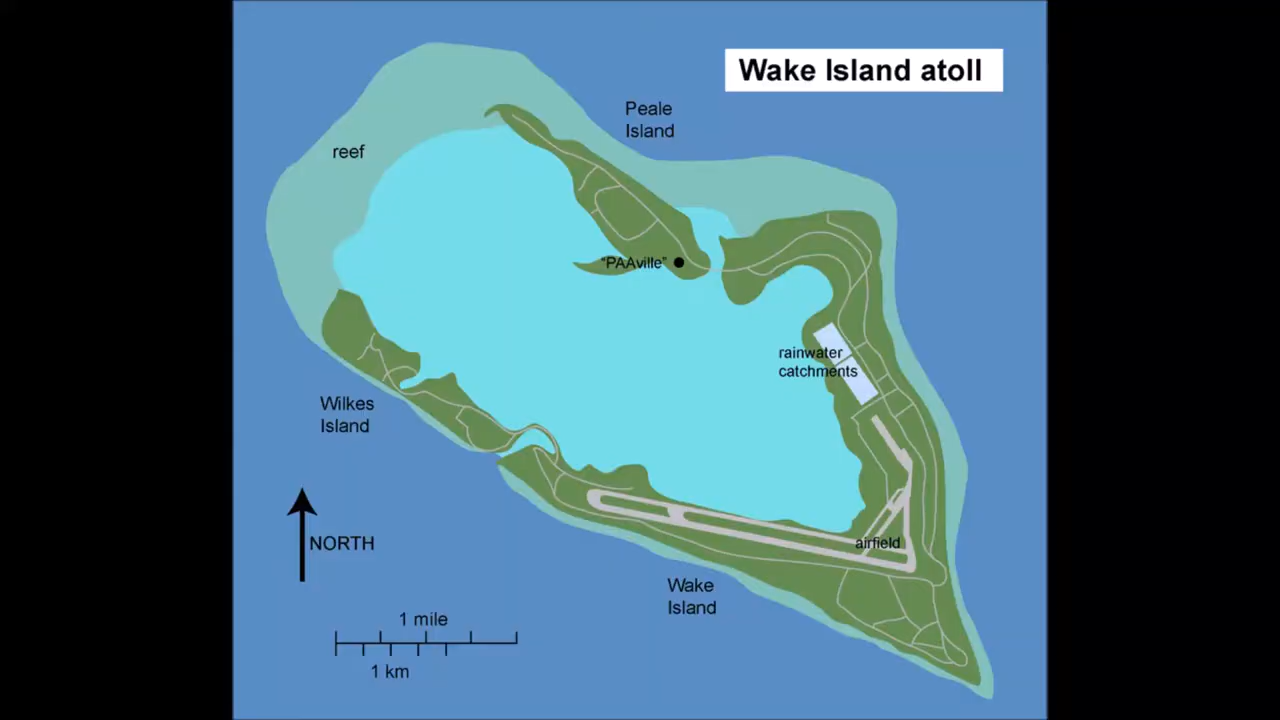 Wake Island atoll
Peale
Island
reef
"PAAville"
rainwater
catchments
Wilkes
Island
NORTH
airfield
Wake
Island
1 mile
1 km